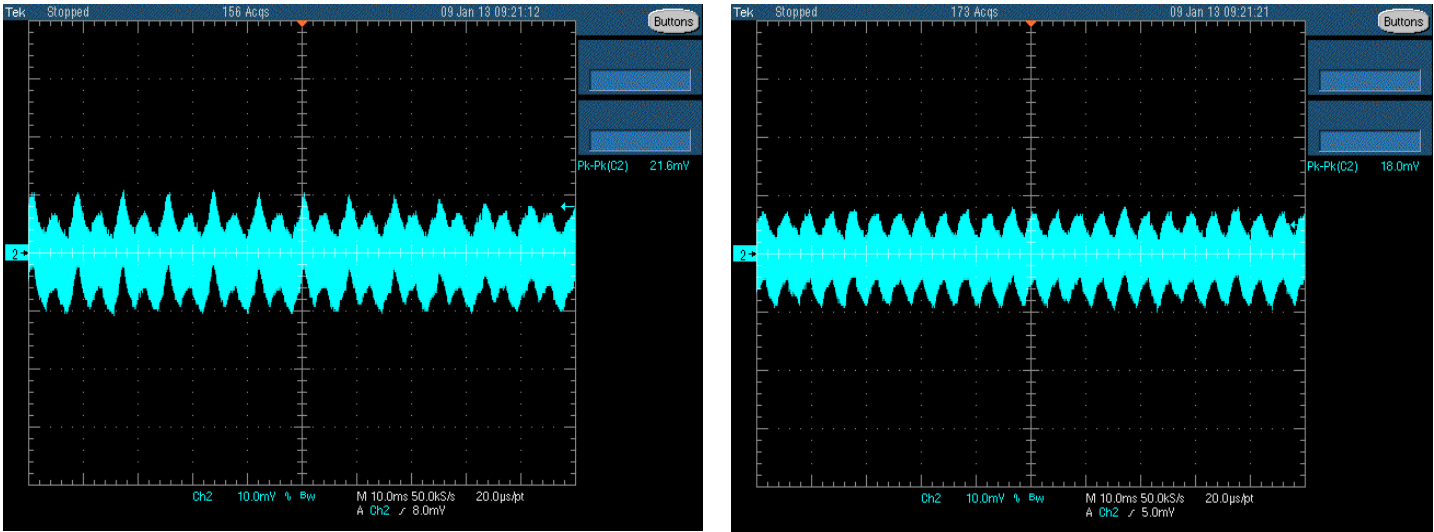 Tek Stopped 156 Acqs 09 Jan 13 09:21:12
Buttons
Pk-Pk(C2) 21.6mV
2
Ch2 10.0mV % Bw M 10.0ms 50.0kS/s 20.0µs/pt
A Ch2 / 8.0mV
Tek Stopped 173 Acqs 09 Jan 13 09:21:21
Buttons
Pk-Pk(C2) 18.0mV
2
Ch2 10.0mV % Bw M 10.0ms 50.0kS/s 20.0µs/pt
A Ch2 / 5.0mV